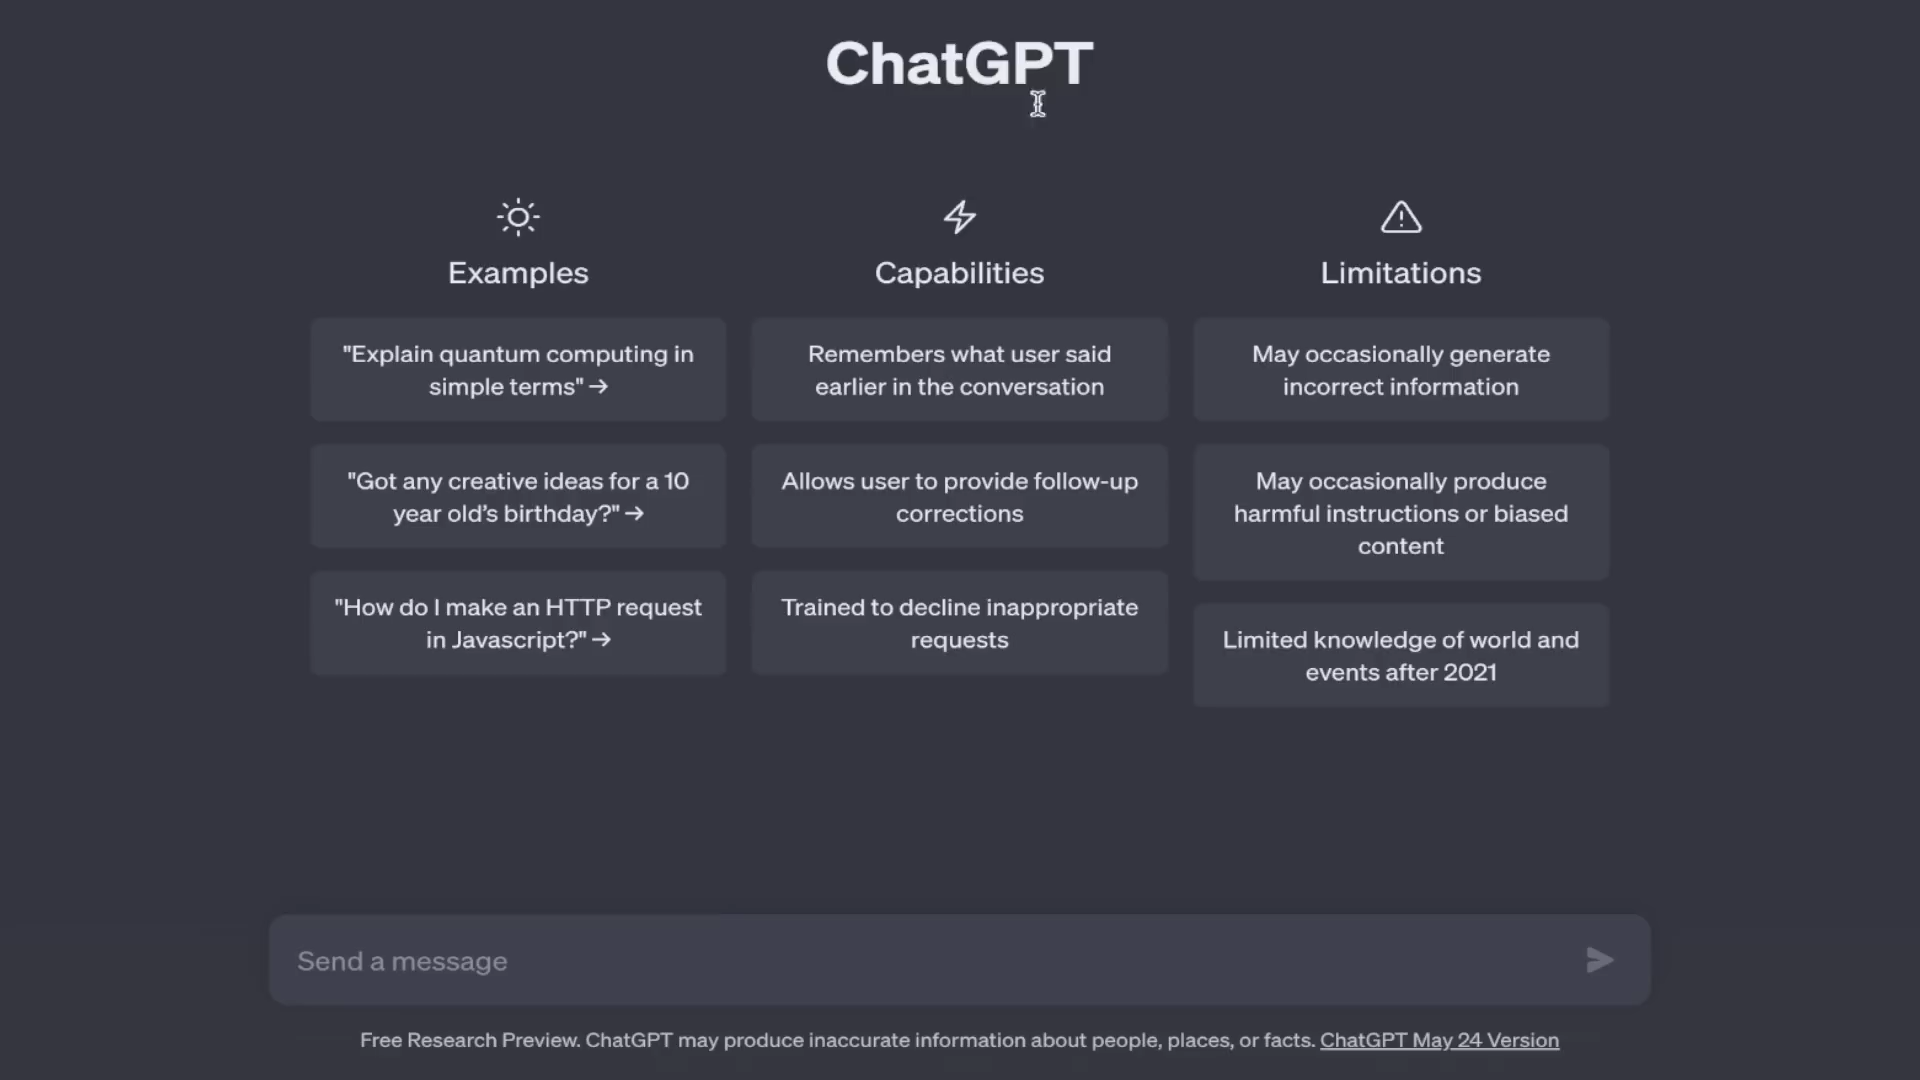 ChatGPT
Examples
"Explain quantum computing in
simple terms" →
"Got any creative ideas for a 10
year old’s birthday?" →
"How do I make an HTTP request
in Javascript?" →
Capabilities
Remembers what user said
earlier in the conversation
Allows user to provide follow-up
corrections
Trained to decline inappropriate
requests
Limitations
May occasionally generate
incorrect information
May occasionally produce
harmful instructions or biased
content
Limited knowledge of world and
events after 2021
Send a message
Free Research Preview. ChatGPT may produce inaccurate information about people, places, or facts. ChatGPT May 24 Version